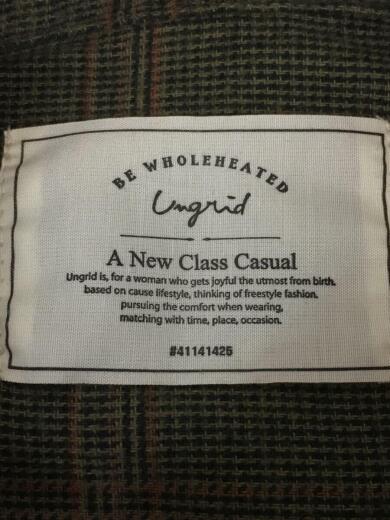 BE WHOLEHEATED
Ungrid
A New Class Casual
Ungrid is, for a woman who gets joyful the utmost from birth.
based on cause lifestyle, thinking of freestyle fashion.
pursuing the comfort when wearing,
matching with time, place, occasion.
#41141425